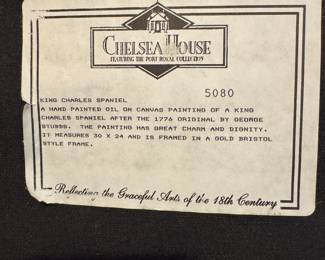 CHELSEA HOUSE
FEATURING THE PORT ROYAL COLLECTION
5080
KING CHARLES SPANIEL
A HAND PAINTED OIL ON CANVAS PAINTING OF A KING
CHARLES SPANIEL AFTER THE 1776 ORIGINAL BY GEORGE
STUBBS. THE PAINTING HAS GREAT CHARM AND DIGNITY.
IT MEASURES 30 X 24 AND IS FRAMED IN A GOLD BRISTOL
STYLE FRAME.
Reflecting the Graceful Arts of the 18th Century